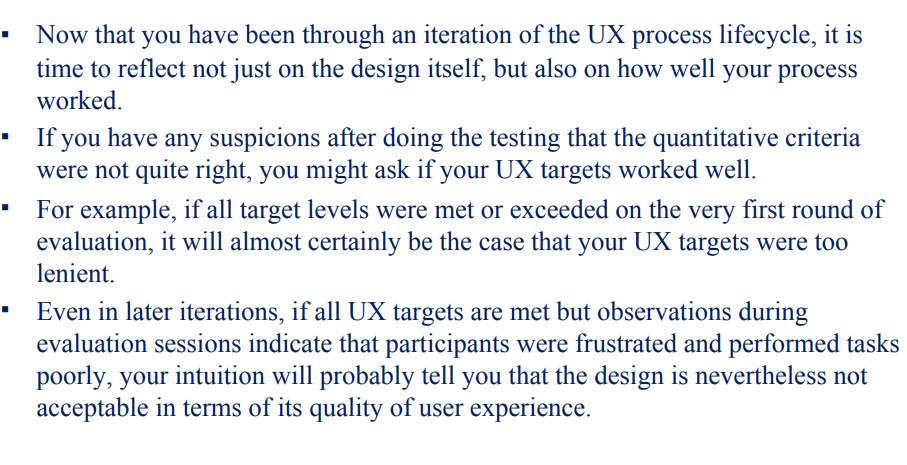 ▪ Now that you have been through an iteration of the UX process lifecycle, it is
time to reflect not just on the design itself, but also on how well your process
worked.
▪ If you have any suspicions after doing the testing that the quantitative criteria
were not quite right, you might ask if your UX targets worked well.
▪ For example, if all target levels were met or exceeded on the very first round of
evaluation, it will almost certainly be the case that your UX targets were too
lenient.
▪ Even in later iterations, if all UX targets are met but observations during
evaluation sessions indicate that participants were frustrated and performed tasks
poorly, your intuition will probably tell you that the design is nevertheless not
acceptable in terms of its quality of user experience.